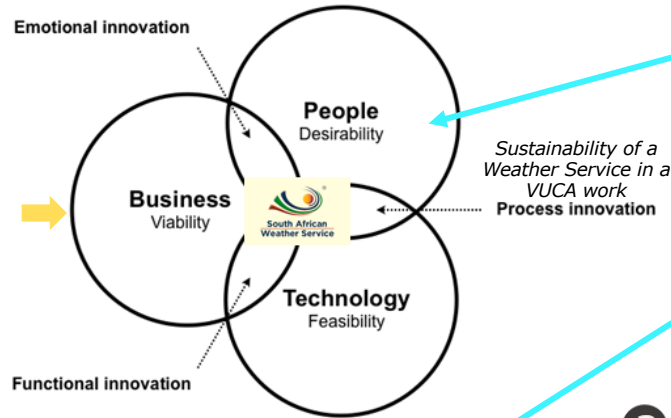 Emotional innovation
People
Desirability
Sustainability of a
Weather Service in a
VUCA work
Process innovation
Business
Viability
South African
Weather Service
Technology
Feasibility
Functional innovation